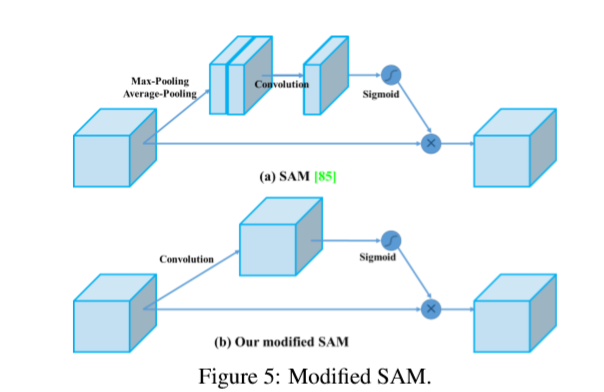 Max-Pooling
Average-Pooling
Convolution
Sigmoid
(a) SAM [85]
Convolution
Sigmoid
(b) Our modified SAM
Figure 5: Modified SAM.